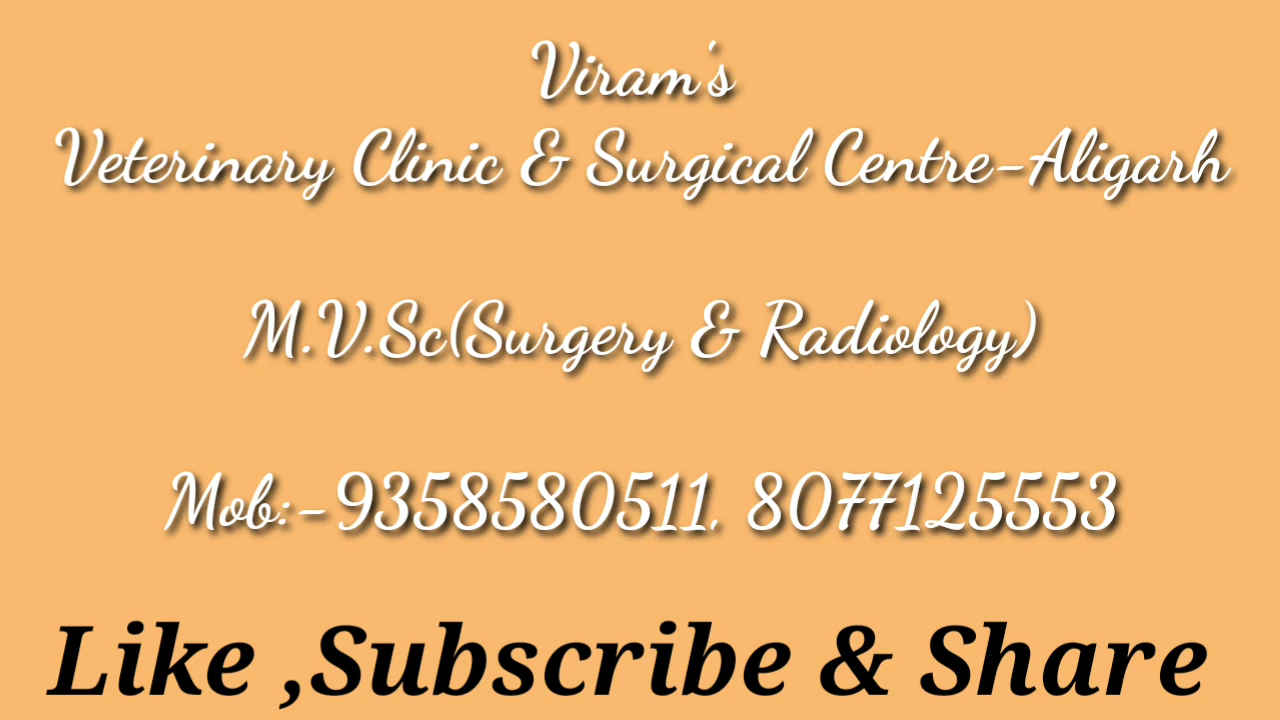 Viram's
Veterinary Clinic & Surgical Centre-Aligarh
M.V.Sc(Surgery & Radiology)
Mob:-9358580511, 8077125553
Like ,Subscribe & Share